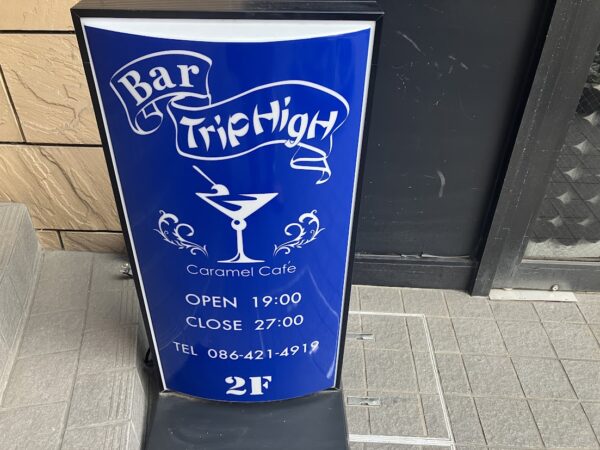 Bar
TripHigH
Caramel Café
OPEN 19:00
CLOSE 27:00
TEL 086-421-4919
2F